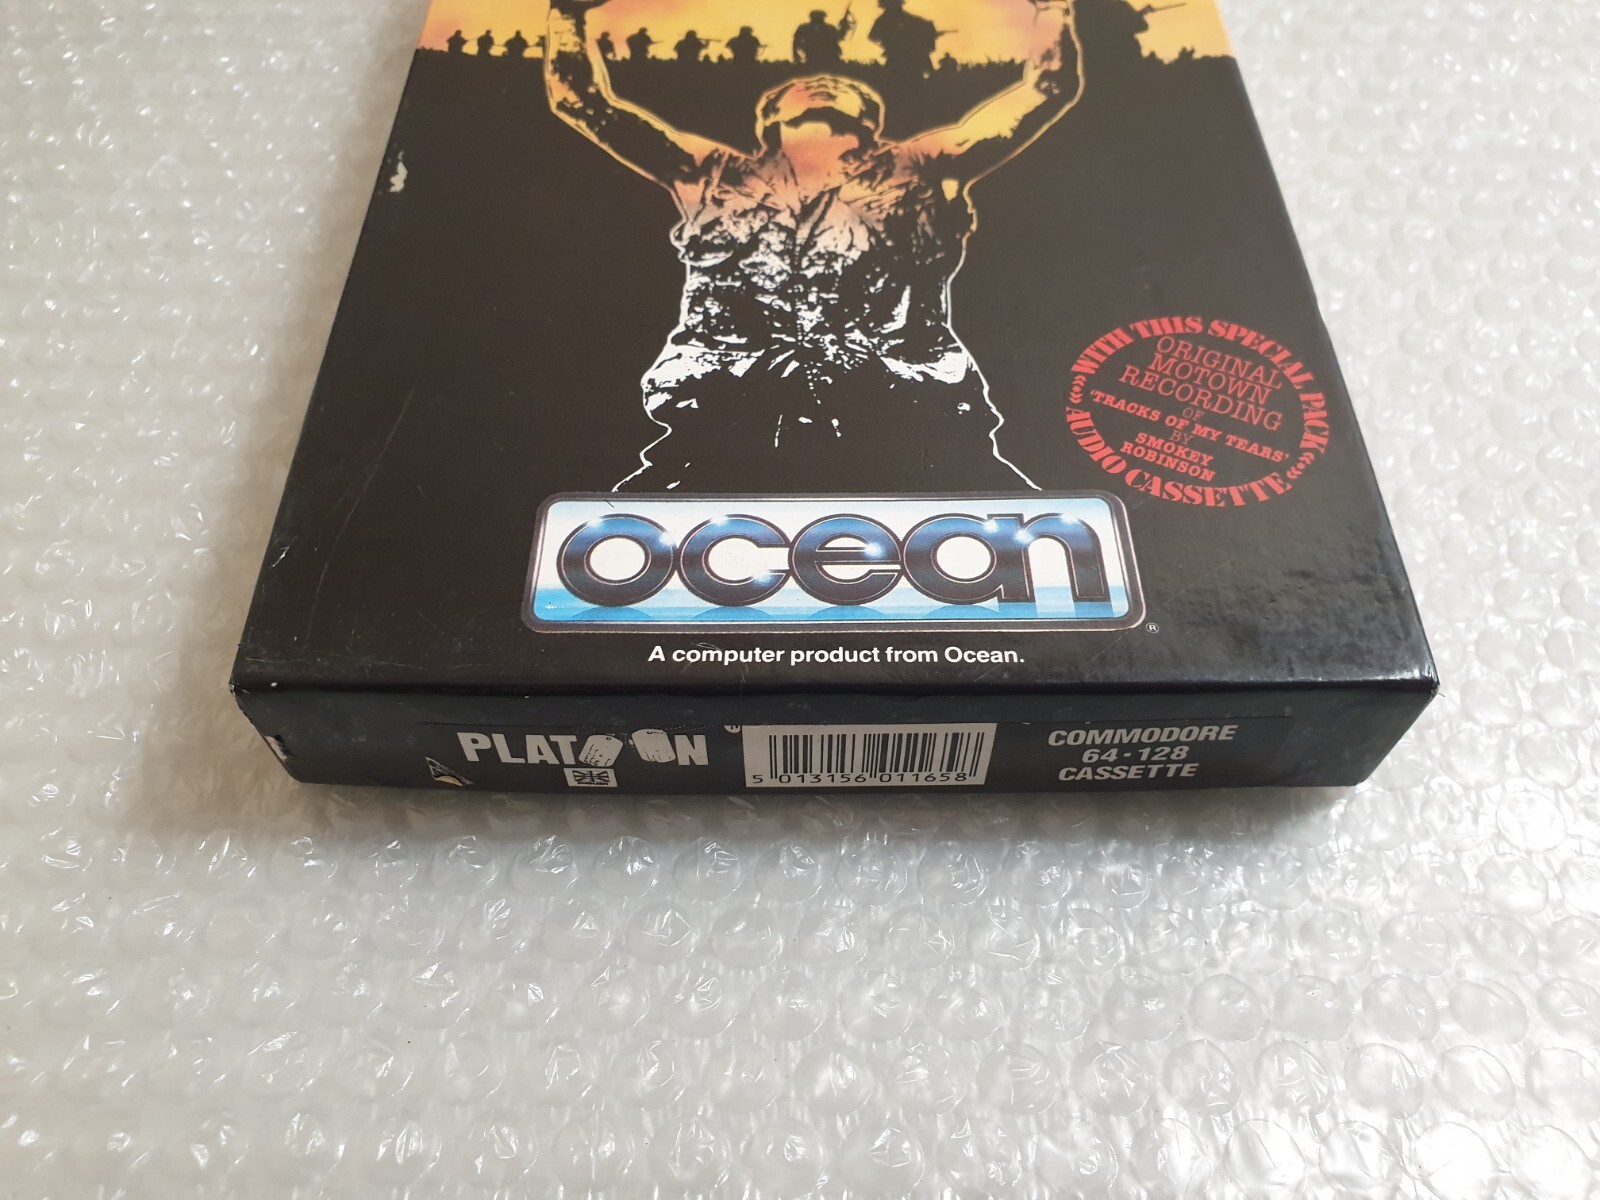 WITH THIS SPECIAL PACK
ORIGINAL
MOTOWN
RECORDING
OF
'TRACKS OF MY TEARS'
BY
SMOKEY
ROBINSON
AUDIO CASSETTE
ocean
®
A computer product from Ocean.
PLATOON
5 013156 011658
COMMODORE
64·128
CASSETTE